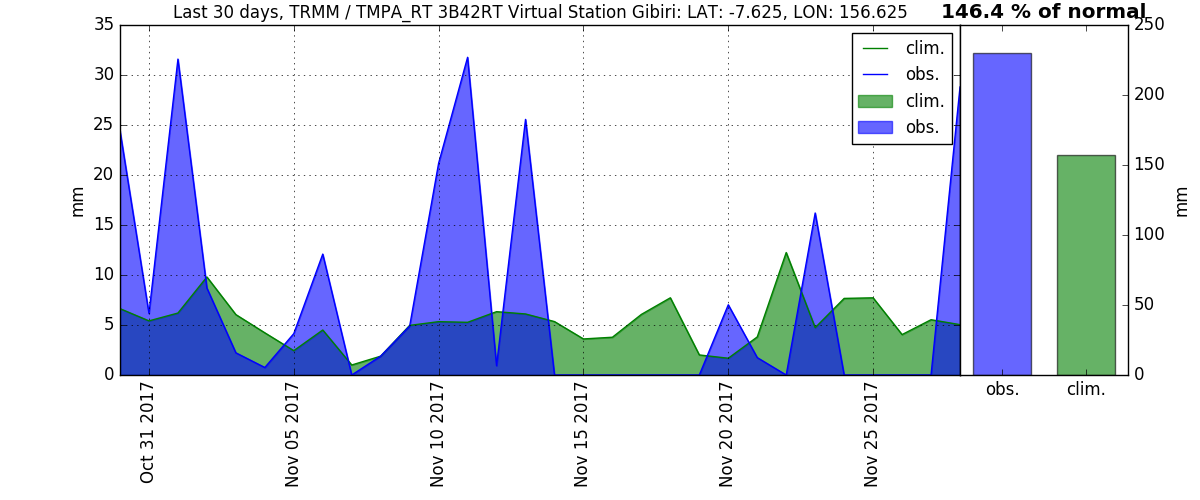 Last 30 days, TRMM / TMPA_RT 3B42RT Virtual Station Gibiri: LAT: -7.625, LON: 156.625
146.4 % of normal
35
30
25
20
15
10
5
0
mm
clim.
obs.
clim.
obs.
Oct 31 2017
Nov 05 2017
Nov 10 2017
Nov 15 2017
Nov 20 2017
Nov 25 2017
250
200
150
100
50
0
mm
obs.
clim.